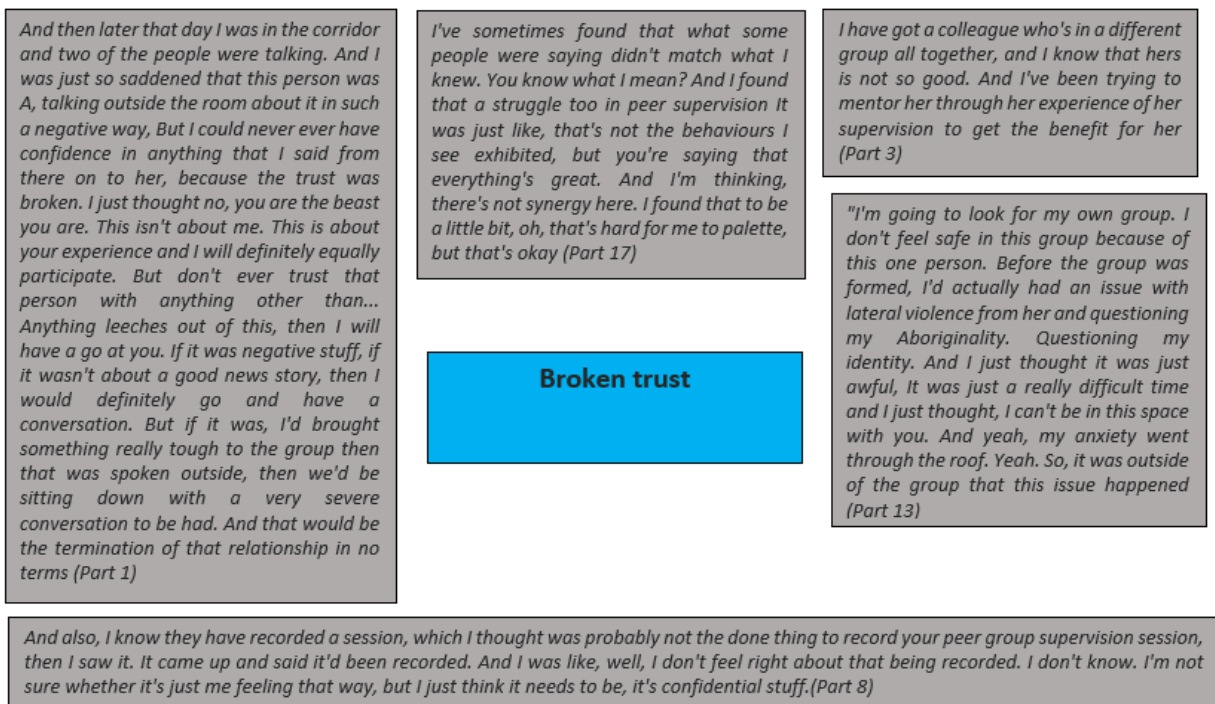 And then later that day I was in the corridor
and two of the people were talking. And I
was just so saddened that this person was
A, talking outside the room about it in such
a negative way, But I could never ever have
confidence in anything that I said from
there on to her, because the trust was
broken. I just thought no, you are the beast
you are. This isn't about me. This is about
your experience and I will definitely equally
participate. But don't ever trust that
person with anything other than...
Anything leeches out of this, then I will
have a go at you. If it was negative stuff, if
it wasn't about a good news story, then I
would definitely go and have a
conversation. But if it was, I'd brought
something really tough to the group then
that was spoken outside, then we'd be
sitting down with a very severe
conversation to be had. And that would be
the termination of that relationship in no
terms (Part 1)
I've sometimes found that what some
people were saying didn't match what I
knew. You know what I mean? And I found
that a struggle too in peer supervision It
was just like, that's not the behaviours I
see exhibited, but you're saying that
everything's great. And I'm thinking,
there's not synergy here. I found that to be
a little bit, oh, that's hard for me to palette,
but that's okay (Part 17)
I have got a colleague who's in a different
group all together, and I know that hers
is not so good. And I've been trying to
mentor her through her experience of her
supervision to get the benefit for her
(Part 3)
"I'm going to look for my own group. I
don't feel safe in this group because of
this one person. Before the group was
formed, I'd actually had an issue with
lateral violence from her and questioning
my Aboriginality. Questioning my
identity. And I just thought it was just
awful, It was just a really difficult time
and I just thought, I can't be in this space
with you. And yeah, my anxiety went
through the roof. Yeah. So, it was outside
of the group that this issue happened
(Part 13)
Broken trust
And also, I know they have recorded a session, which I thought was probably not the done thing to record your peer group supervision session,
then I saw it. It came up and said it'd been recorded. And I was like, well, I don't feel right about that being recorded. I don't know. I'm not
sure whether it's just me feeling that way, but I just think it needs to be, it's confidential stuff.(Part 8)